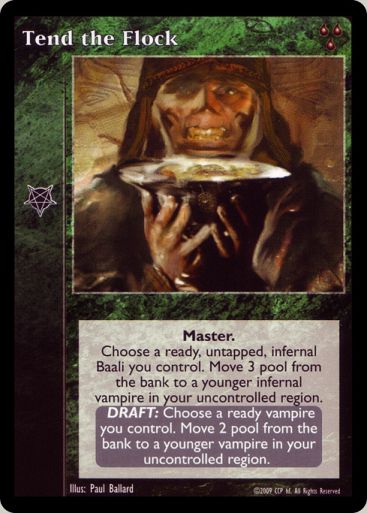 Tend the Flock
Master.
Choose a ready, untapped, infernal
Baali you control. Move 3 pool from
the bank to a younger infernal
vampire in your uncontrolled region.
DRAFT: Choose a ready vampire
you control. Move 2 pool from the
bank to a younger vampire in your
uncontrolled region.
Illus: Paul Ballard
©2009 CCP hf. All Rights Reserved